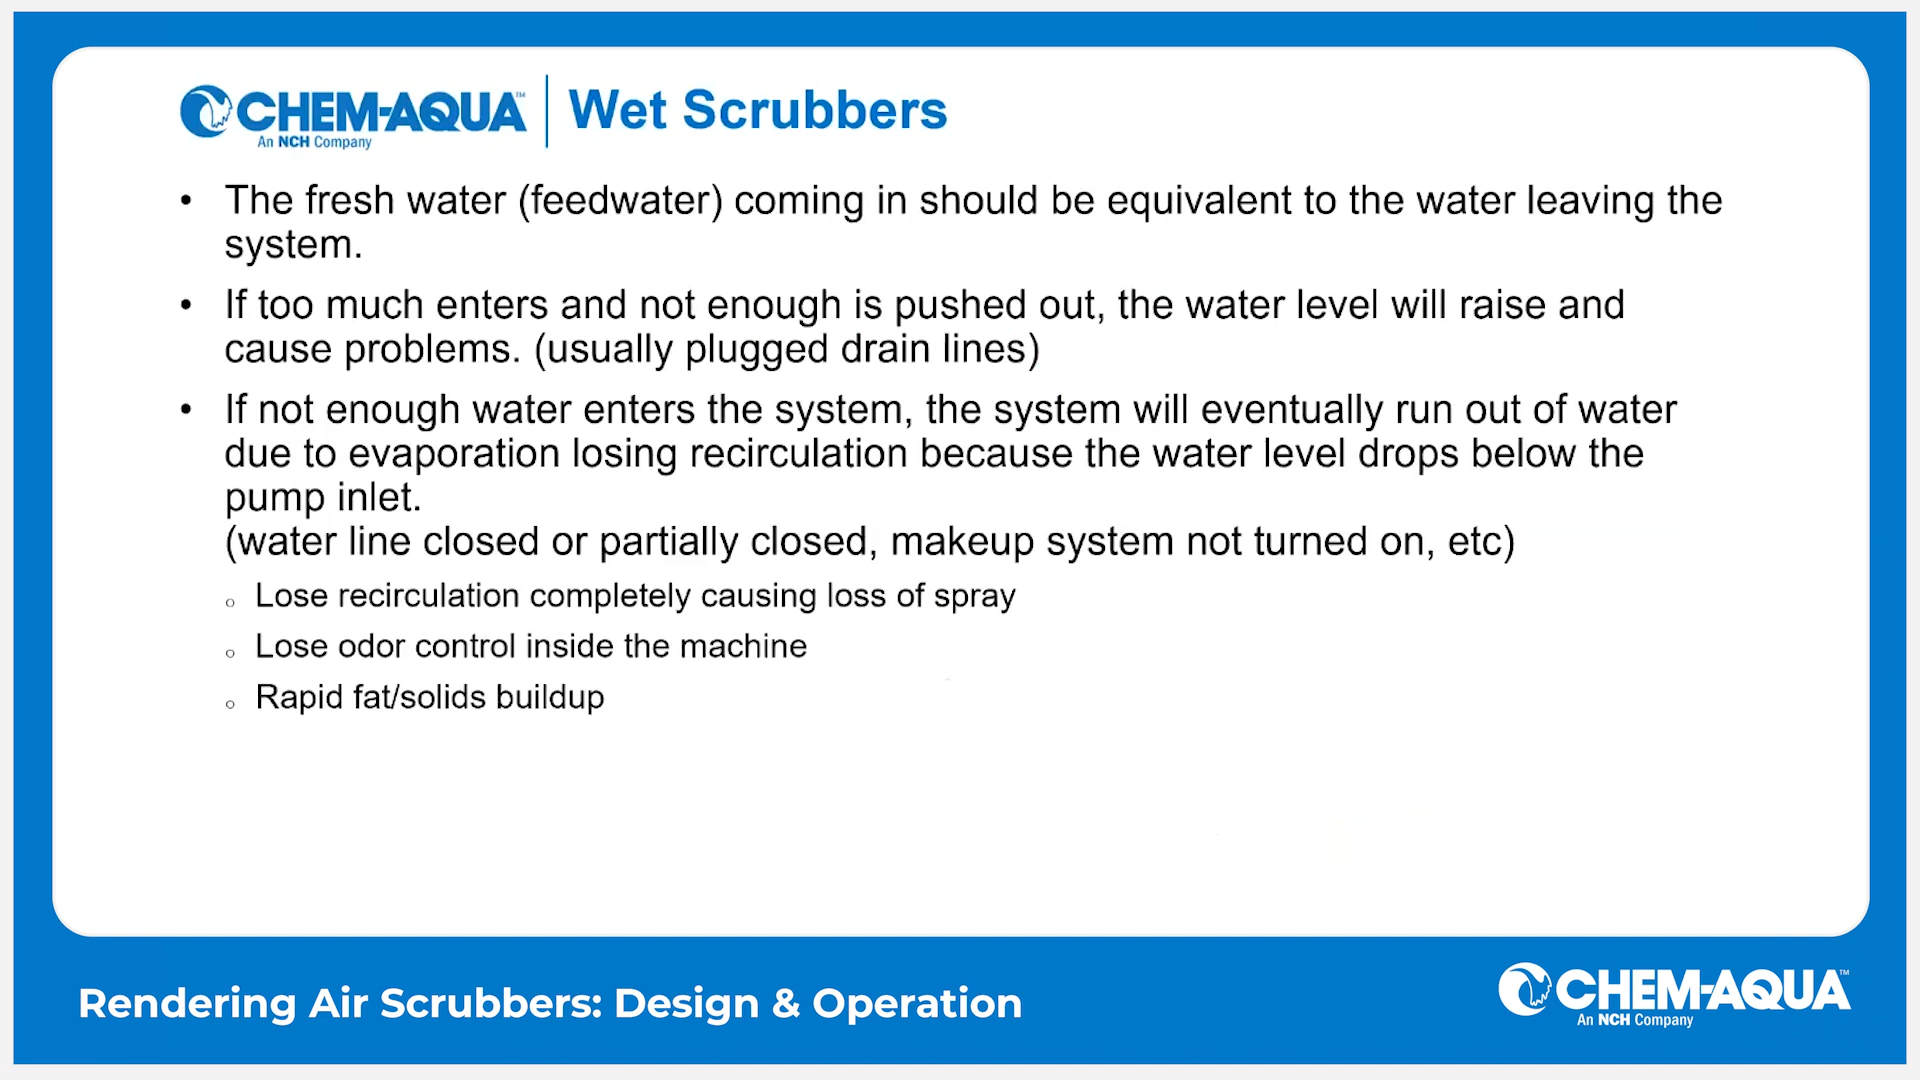 CHEM-AQUA™
An NCH Company
Wet Scrubbers
• The fresh water (feedwater) coming in should be equivalent to the water leaving the
system.
• If too much enters and not enough is pushed out, the water level will raise and
cause problems. (usually plugged drain lines)
• If not enough water enters the system, the system will eventually run out of water
due to evaporation losing recirculation because the water level drops below the
pump inlet.
(water line closed or partially closed, makeup system not turned on, etc)
o Lose recirculation completely causing loss of spray
o Lose odor control inside the machine
o Rapid fat/solids buildup
Rendering Air Scrubbers: Design & Operation
CHEM-AQUA™
An NCH Company